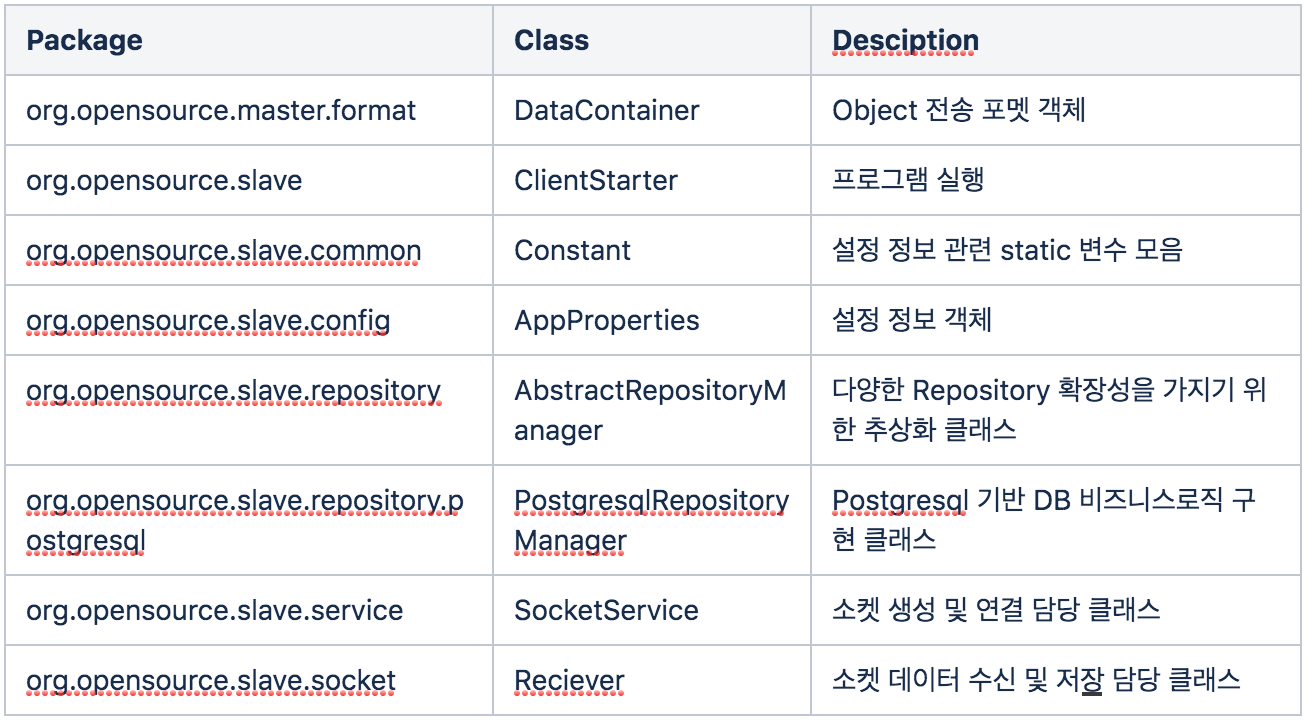 Package Class Desciption
org.opensource.master.format DataContainer Object 전송 포멧 객체
org.opensource.slave ClientStarter 프로그램 실행
org.opensource.slave.common Constant 설정 정보 관련 static 변수 모음
org.opensource.slave.config AppProperties 설정 정보 객체
org.opensource.slave.repository AbstractRepositoryM 다양한 Repository 확장성을 가지기 위
anager 한 추상화 클래스
org.opensource.slave.repository.p PostgresqlRepository Postgresql 기반 DB 비즈니스로직 구
ostgresql Manager 현 클래스
org.opensource.slave.service SocketService 소켓 생성 및 연결 담당 클래스
org.opensource.slave.socket Reciever 소켓 데이터 수신 및 저장 담당 클래스